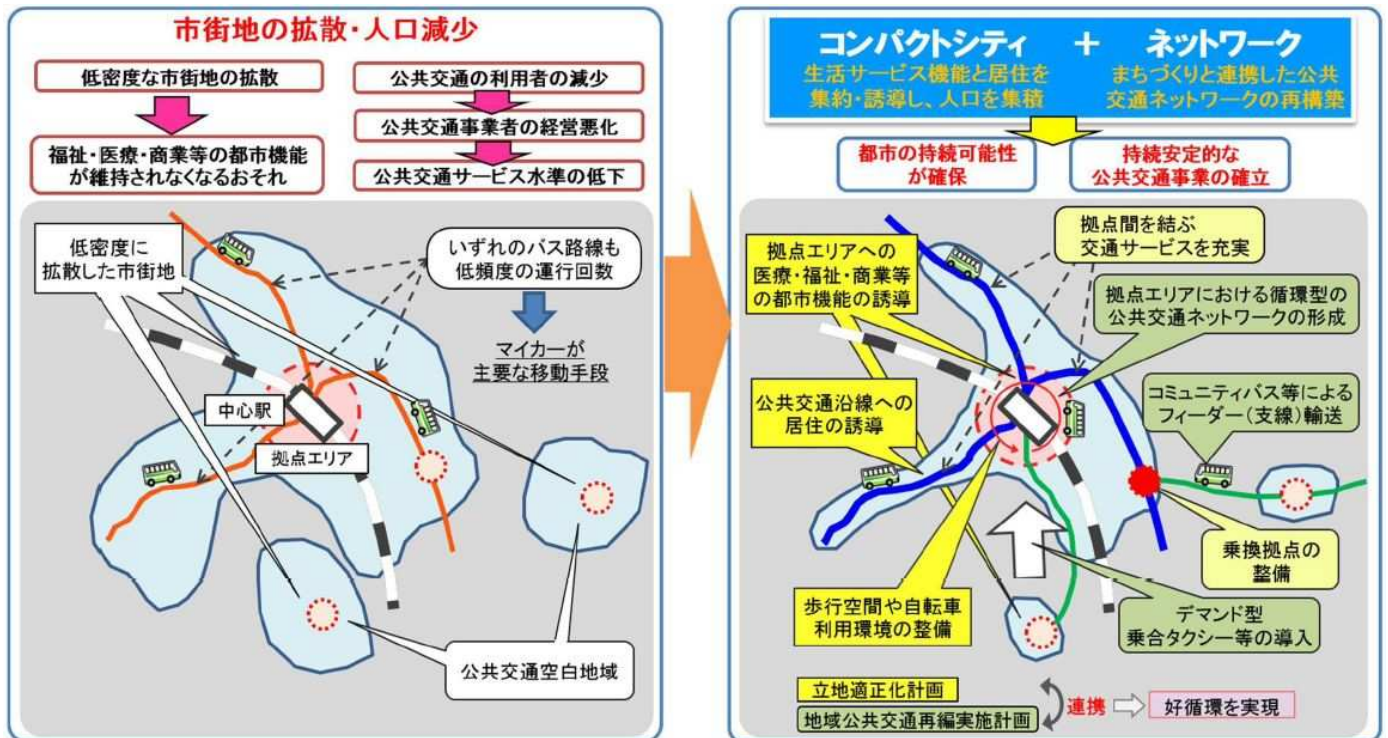 市街地の拡散・人口減少
低密度な市街地の拡散
福祉・医療・商業等の都市機能
が維持されなくなるおそれ
公共交通の利用者の減少
公共交通事業者の経営悪化
公共交通サービス水準の低下
低密度に
拡散した市街地
いずれのバス路線も
低頻度の運行回数
マイカーが
主要な移動手段
中心駅
拠点エリア
公共交通空白地域
コンパクトシティ + ネットワーク
生活サービス機能と居住を
集約・誘導し、人口を集積
まちづくりと連携した公共
交通ネットワークの再構築
都市の持続可能性
が確保
持続安定的な
公共交通事業の確立
拠点エリアへの
医療・福祉・商業等
の都市機能の誘導
拠点間を結ぶ
交通サービスを充実
拠点エリアにおける循環型の
公共交通ネットワークの形成
公共交通沿線への
居住の誘導
コミュニティバス等による
フィーダー(支線)輸送
乗換拠点の
整備
歩行空間や自転車
利用環境の整備
デマンド型
乗合タクシー等の導入
立地適正化計画
地域公共交通再編実施計画
連携
好循環を実現